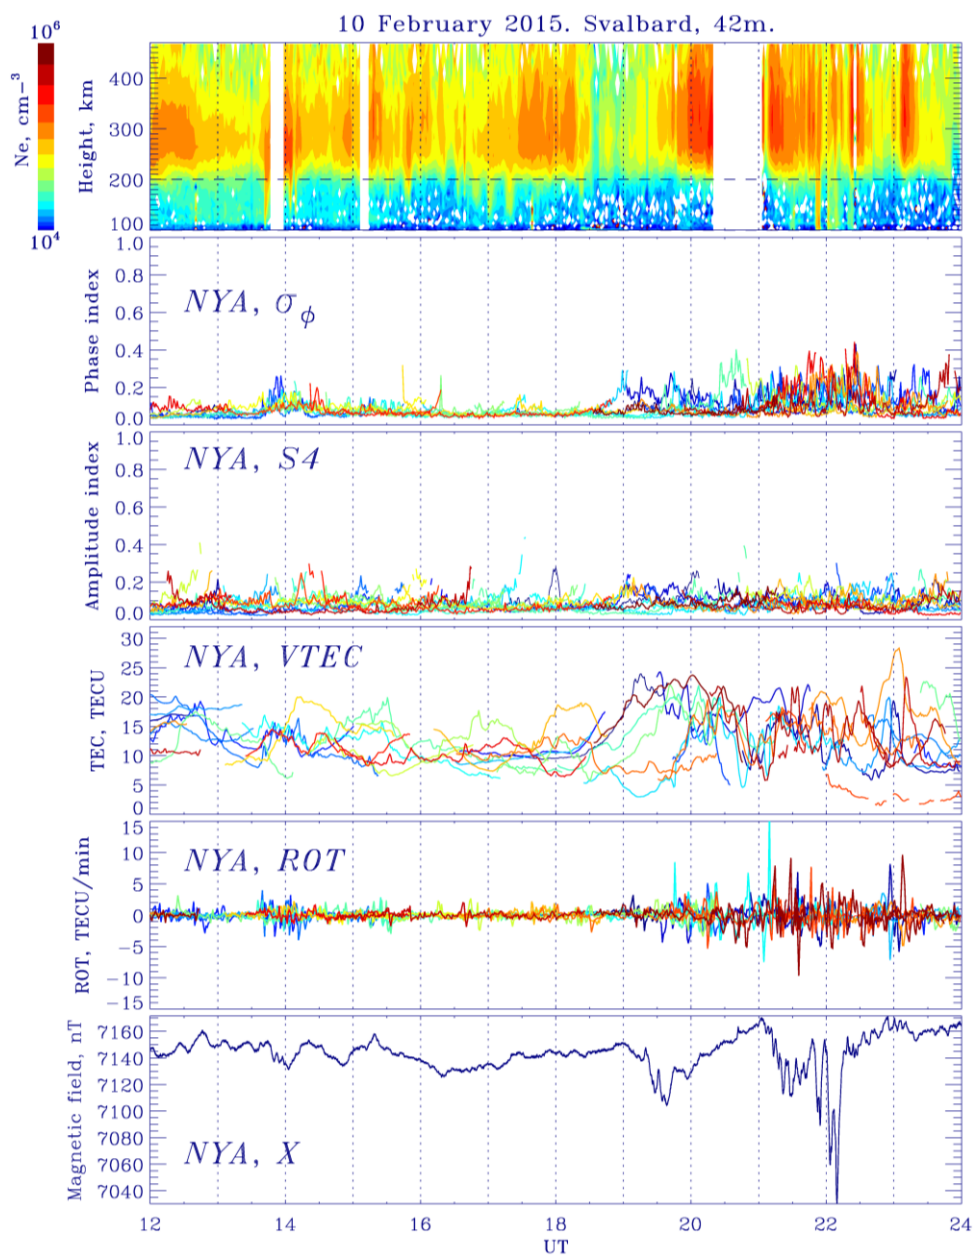 10 February 2015. Svalbard, 42m.
10⁶
Ne, cm⁻³
10⁴
Height, km
400
300
200
100
Phase index
1.0
0.8
0.6
0.4
0.2
0.0
NYA, σϕ
Amplitude index
1.0
0.8
0.6
0.4
0.2
0.0
NYA, S4
TEC, TECU
30
25
20
15
10
5
0
NYA, VTEC
ROT, TECU/min
15
10
5
0
−5
−10
−15
NYA, ROT
Magnetic field, nT
7160
7140
7120
7100
7080
7060
7040
NYA, X
12 14 16 18 20 22 24
UT